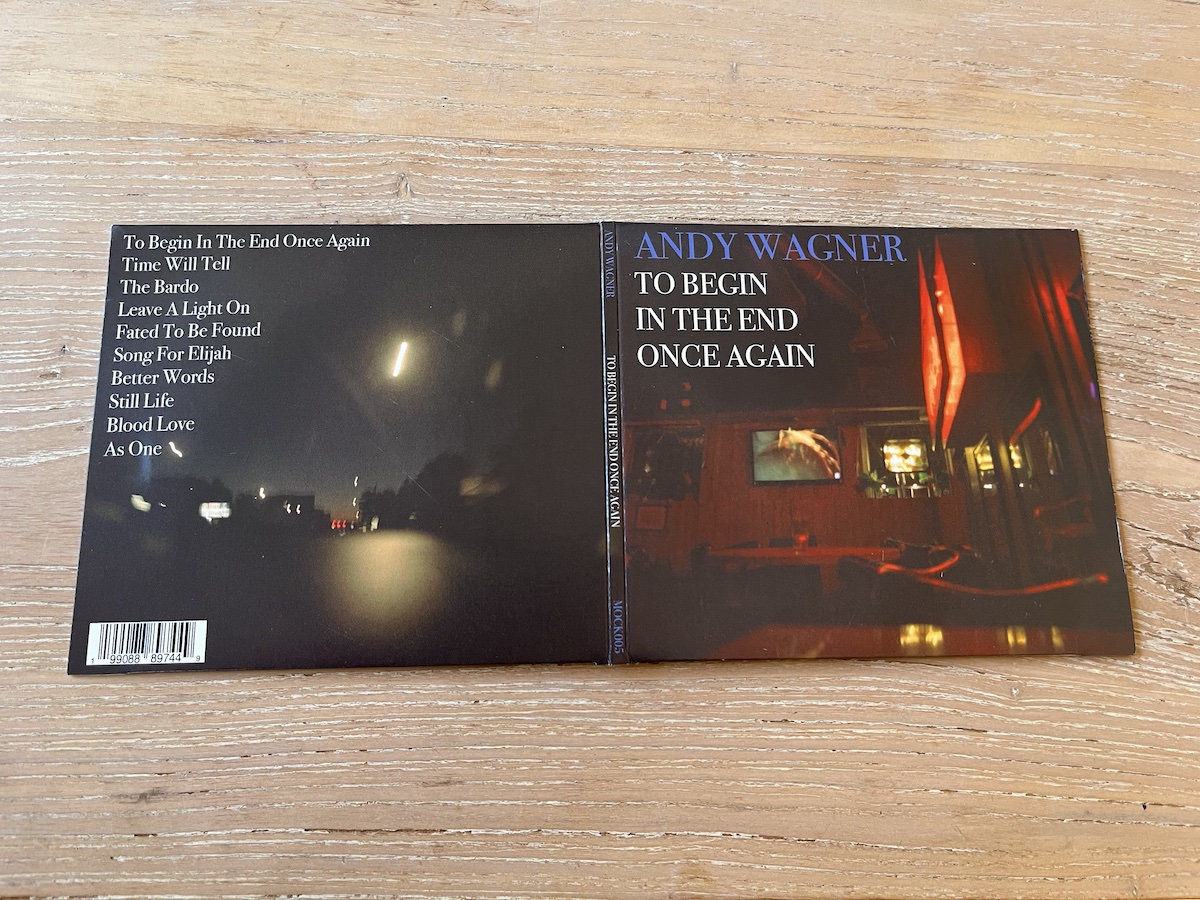 To Begin In The End Once Again
Time Will Tell
The Bardo
Leave A Light On
Fated To Be Found
Song For Elijah
Better Words
Still Life
Blood Love
As One
1 99088 89744 9
ANDY WAGNER
TO BEGIN IN THE END ONCE AGAIN
MOCK005
ANDY WAGNER
TO BEGIN
IN THE END
ONCE AGAIN